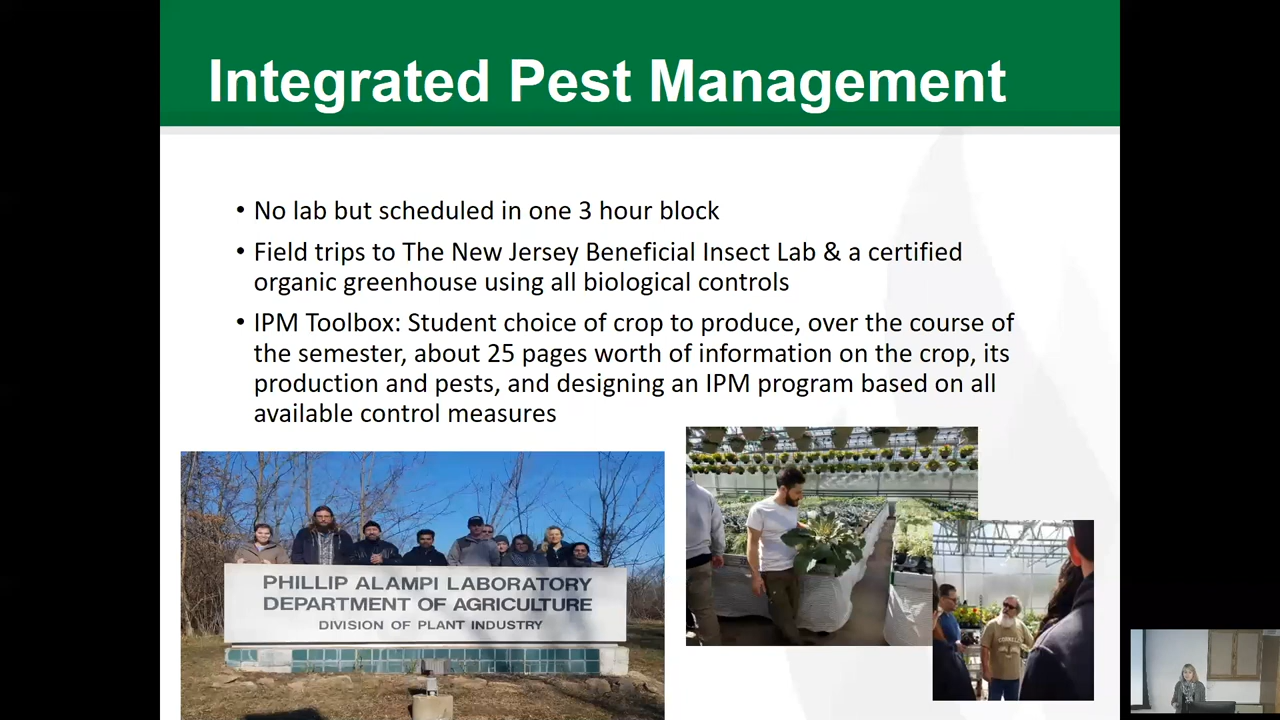 Integrated Pest Management
• No lab but scheduled in one 3 hour block
• Field trips to The New Jersey Beneficial Insect Lab & a certified
organic greenhouse using all biological controls
• IPM Toolbox: Student choice of crop to produce, over the course of
the semester, about 25 pages worth of information on the crop, its
production and pests, and designing an IPM program based on all
available control measures
PHILLIP ALAMPI LABORATORY
DEPARTMENT OF AGRICULTURE
DIVISION OF PLANT INDUSTRY
CORNELL